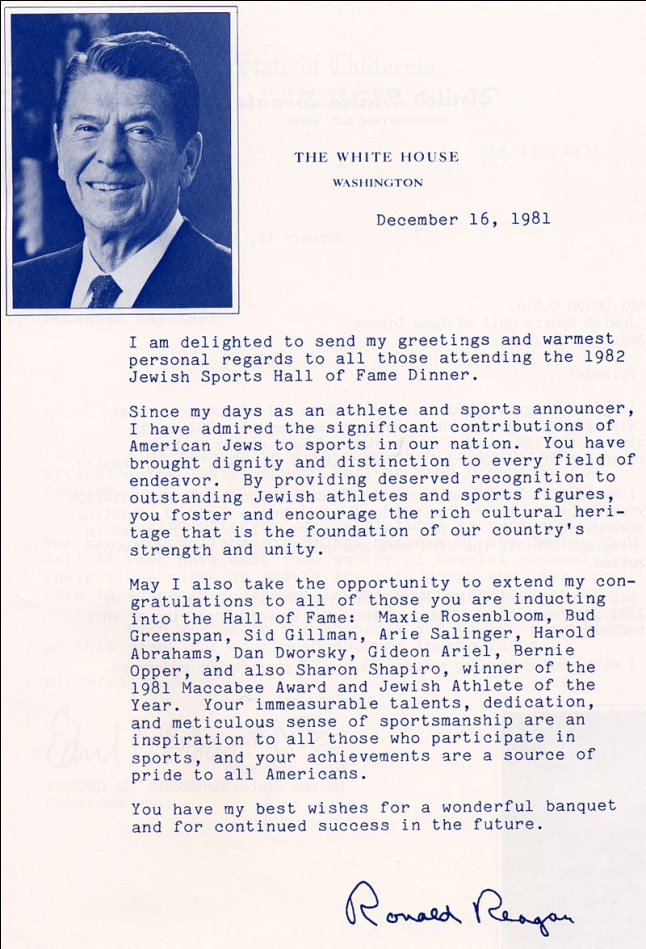 THE WHITE HOUSE
WASHINGTON
December 16, 1981
I am delighted to send my greetings and warmest
personal regards to all those attending the 1982
Jewish Sports Hall of Fame Dinner.
Since my days as an athlete and sports announcer,
I have admired the significant contributions of
American Jews to sports in our nation. You have
brought dignity and distinction to every field of
endeavor. By providing deserved recognition to
outstanding Jewish athletes and sports figures,
you foster and encourage the rich cultural heri-
tage that is the foundation of our country's
strength and unity.
May I also take the opportunity to extend my con-
gratulations to all of those you are inducting
into the Hall of Fame: Maxie Rosenbloom, Bud
Greenspan, Sid Gillman, Arie Salinger, Harold
Abrahams, Dan Dworsky, Gideon Ariel, Bernie
Opper, and also Sharon Shapiro, winner of the
1981 Maccabee Award and Jewish Athlete of the
Year. Your immeasurable talents, dedication,
and meticulous sense of sportsmanship are an
inspiration to all those who participate in
sports, and your achievements are a source of
pride to all Americans.
You have my best wishes for a wonderful banquet
and for continued success in the future.
Ronald Reagan